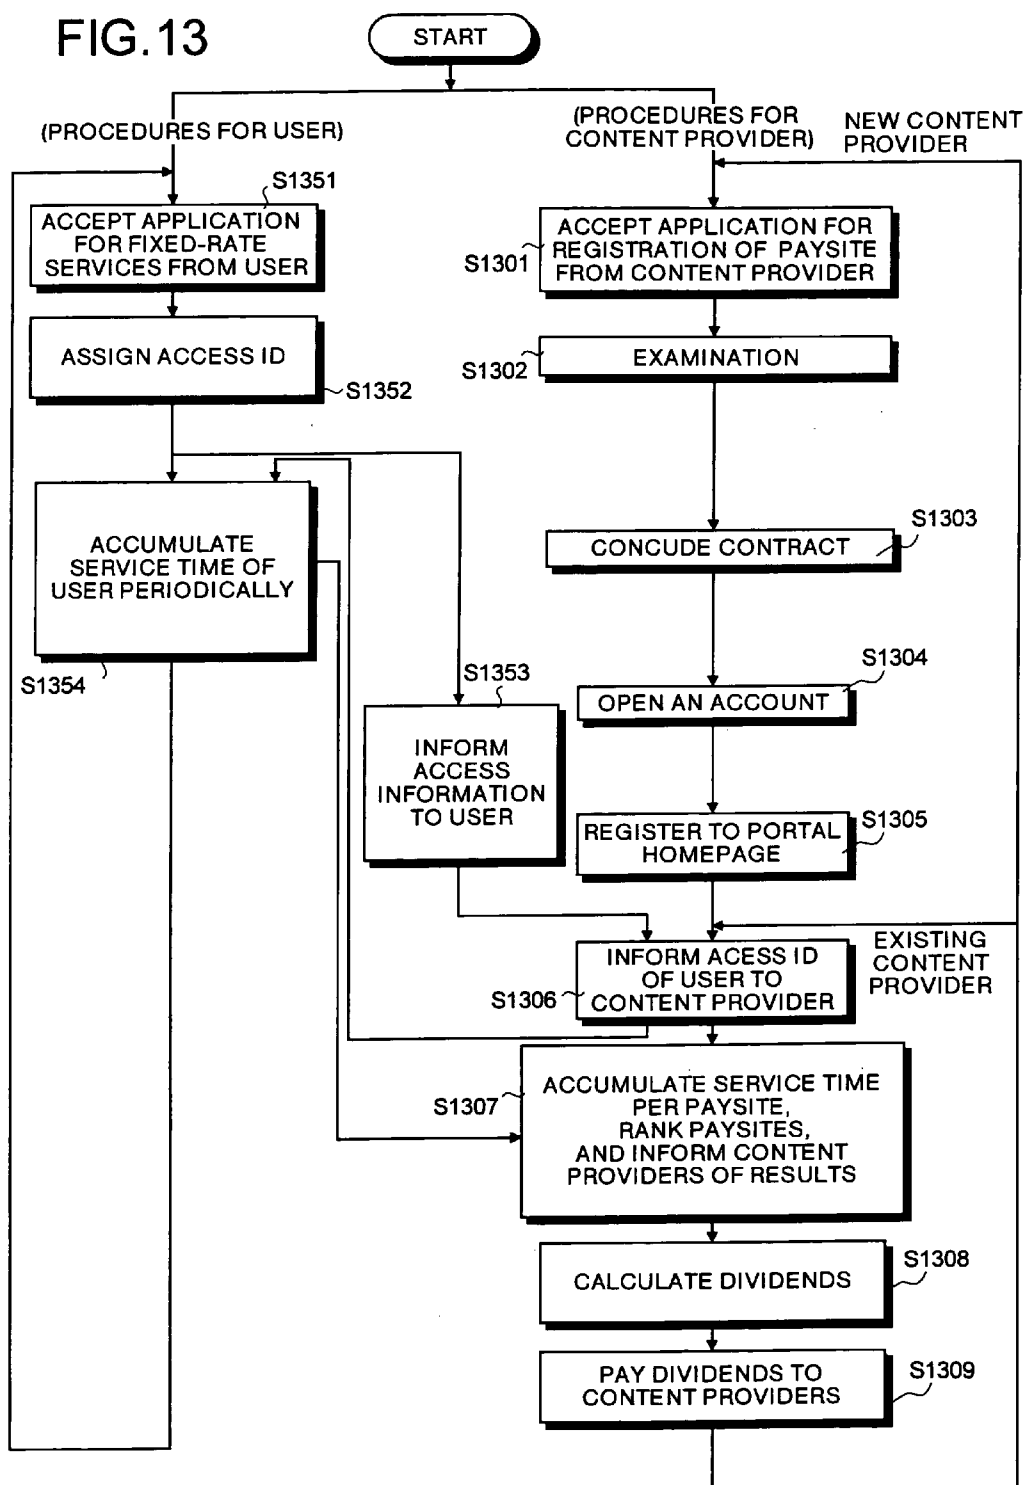 FIG.13
START
(PROCEDURES FOR USER)
(PROCEDURES FOR
CONTENT PROVIDER)
NEW CONTENT
PROVIDER
S1351
ACCEPT APPLICATION
FOR FIXED-RATE
SERVICES FROM USER
S1301
ACCEPT APPLICATION FOR
REGISTRATION OF PAYSITE
FROM CONTENT PROVIDER
ASSIGN ACCESS ID
S1352
S1302
EXAMINATION
ACCUMULATE
SERVICE TIME OF
USER PERIODICALLY
S1354
S1303
CONCUDE CONTRACT
S1304
OPEN AN ACCOUNT
S1353
INFORM
ACCESS
INFORMATION
TO USER
S1305
REGISTER TO PORTAL
HOMEPAGE
EXISTING
CONTENT
PROVIDER
S1306
INFORM ACESS ID
OF USER TO
CONTENT PROVIDER
S1307
ACCUMULATE SERVICE TIME
PER PAYSITE,
RANK PAYSITES,
AND INFORM CONTENT
PROVIDERS OF RESULTS
S1308
CALCULATE DIVIDENDS
S1309
PAY DIVIDENDS TO
CONTENT PROVIDERS